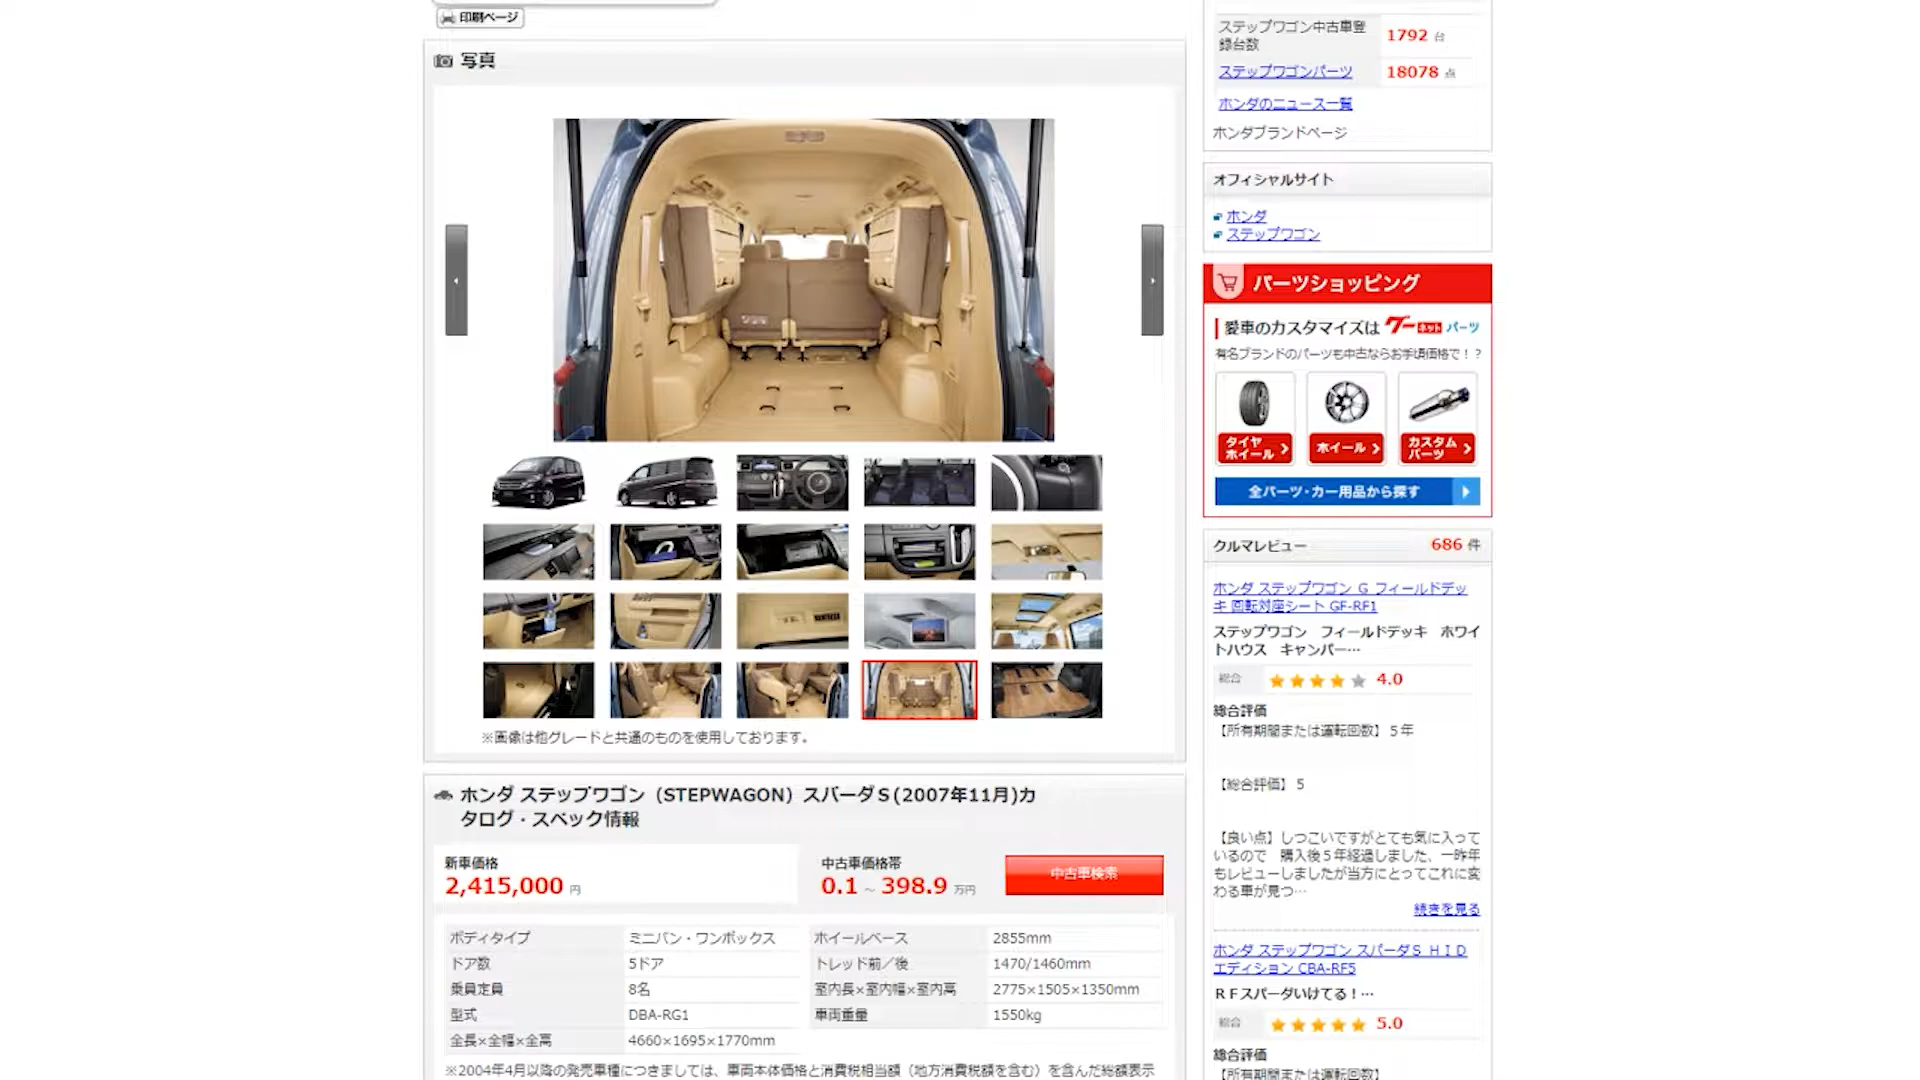 印刷ページ
写真
※画像は他グレードと共通のものを使用しております。
ホンダ ステップワゴン（STEPWAGON）スパーダＳ(2007年11月)カ
タログ・スペック情報
新車価格
2,415,000 円
中古車価格帯
0.1 ～ 398.9 万円
中古車検索
ボディタイプ ミニバン・ワンボックス ホイールベース 2855mm
ドア数 5ドア トレッド前／後 1470/1460mm
乗員定員 8名 室内長×室内幅×室内高 2775×1505×1350mm
型式 DBA-RG1 車両重量 1550kg
全長×全幅×全高 4660×1695×1770mm
※2004年4月以降の発売車種につきましては、車両本体価格と消費税相当額（地方消費税額を含む）を含んだ総額表示
ステップワゴン中古車登
録台数
1792 台
ステップワゴンパーツ 18078 点
ホンダのニュース一覧
ホンダブランドページ
オフィシャルサイト
ホンダ
ステップワゴン
パーツショッピング
愛車のカスタマイズは グーネット パーツ
有名ブランドのパーツも中古ならお手頃価格で！？
タイヤ
ホイール
ホイール
カスタム
パーツ
全パーツ・カー用品から探す
クルマレビュー 686 件
ホンダ ステップワゴン Ｇ フィールドデッ
キ 回転対座シート GF-RF1
ステップワゴン　フィールドデッキ　ホワイ
トハウス　キャンパー…
総合 4.0
総合評価
【所有期間または運転回数】５年
【総合評価】５
【良い点】しつこいですがとても気に入って
いるので　購入後５年経過しました、一昨年
もレビューしましたが当方にとってこれに変
わる車が見つ…
続きを見る
ホンダ ステップワゴン スパーダＳ ＨＩＤ
エディション CBA-RF5
ＲＦスパーダいけてる！…
総合 5.0
総合評価
【所有期間または運転回数】